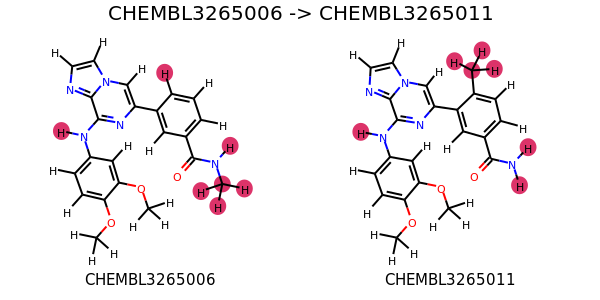 CHEMBL3265006 -> CHEMBL3265011
H H H H H H N N N N N H H H H H H H O N H H H H O O H H H H H H
H H H H H H H N N N N N H H H H H H O N H H H O O H H H H H H
CHEMBL3265006 CHEMBL3265011